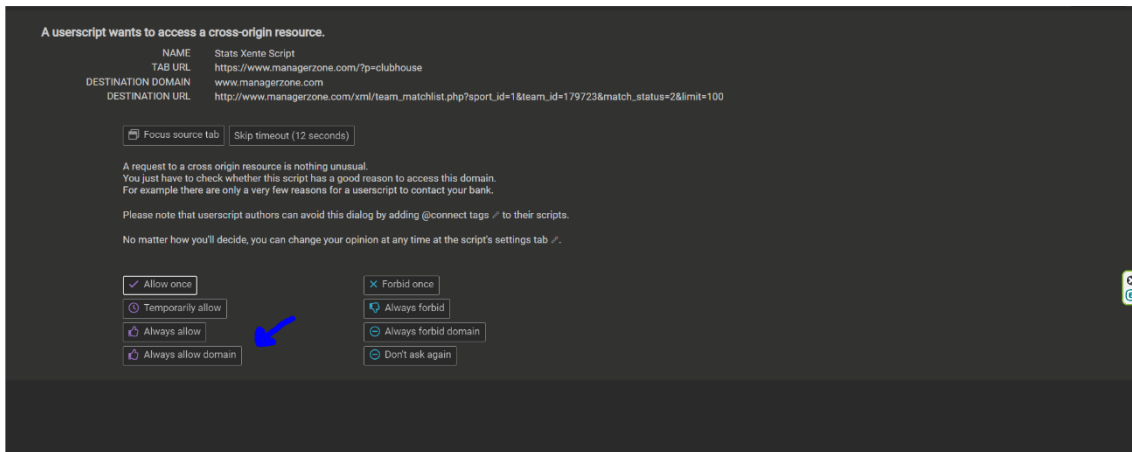 A userscript wants to access a cross-origin resource.
NAME Stats Xente Script
TAB URL https://www.managerzone.com/?p=clubhouse
DESTINATION DOMAIN www.managerzone.com
DESTINATION URL http://www.managerzone.com/xml/team_matchlist.php?sport_id=1&team_id=179723&match_status=2&limit=100
Focus source tab Skip timeout (12 seconds)
A request to a cross origin resource is nothing unusual.
You just have to check whether this script has a good reason to access this domain.
For example there are only a very few reasons for a userscript to contact your bank.
Please note that userscript authors can avoid this dialog by adding @connect tags to their scripts.
No matter how you'll decide, you can change your opinion at any time at the script's settings tab .
Allow once Forbid once
Temporarily allow Always forbid
Always allow Always forbid domain
Always allow domain Don't ask again